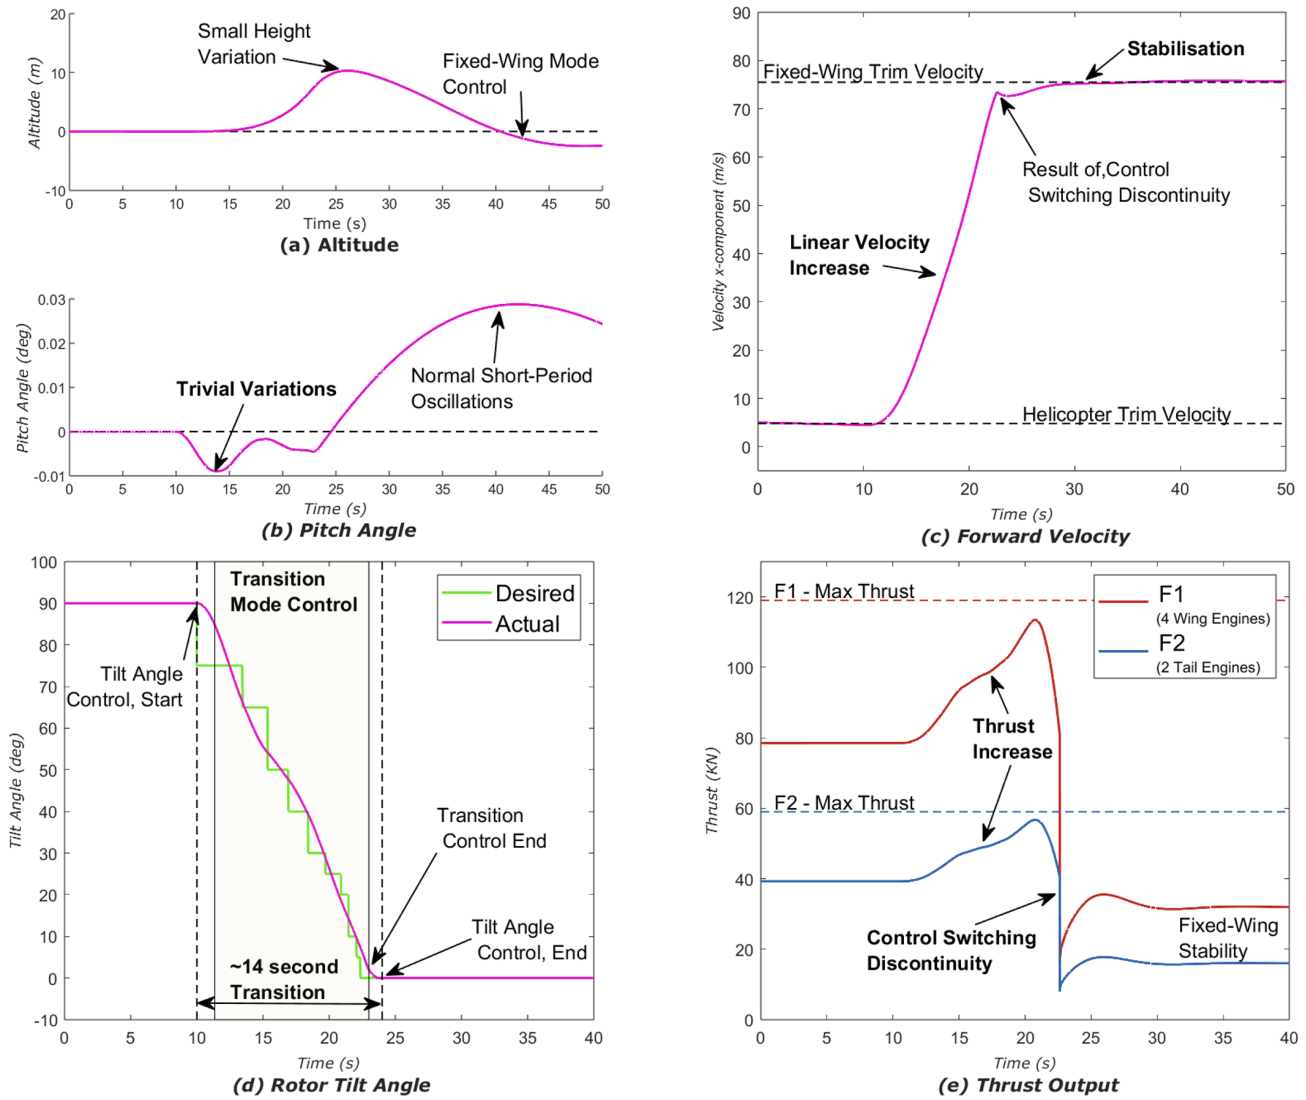 20
10
0
-10
Altitude (m)
Small Height
Variation
Fixed-Wing Mode
Control
0 5 10 15 20 25 30 35 40 45 50
Time (s)
(a) Altitude
0.03
0.02
0.01
0
-0.01
Pitch Angle (deg)
Trivial Variations
Normal Short-Period
Oscillations
0 5 10 15 20 25 30 35 40 45 50
Time (s)
(b) Pitch Angle
90
80
70
60
50
40
30
20
10
0
Velocity x-component (m/s)
Fixed-Wing Trim Velocity
Stabilisation
Result of,Control
Switching Discontinuity
Linear Velocity
Increase
Helicopter Trim Velocity
0 10 20 30 40 50
Time (s)
(c) Forward Velocity
100
90
80
70
60
50
40
30
20
10
0
-10
Tilt Angle (deg)
Transition
Mode Control
Desired
Actual
Tilt Angle
Control, Start
Transition
Control End
Tilt Angle
Control, End
~14 second
Transition
0 5 10 15 20 25 30 35 40
Time (s)
(d) Rotor Tilt Angle
120
100
80
60
40
20
0
Thrust (KN)
F1 - Max Thrust
F1
(4 Wing Engines)
F2
(2 Tail Engines)
Thrust
Increase
F2 - Max Thrust
Control Switching
Discontinuity
Fixed-Wing
Stability
0 5 10 15 20 25 30 35 40
Time (s)
(e) Thrust Output